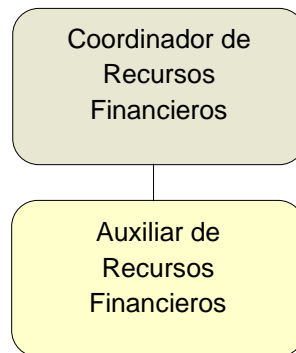 Coordinador de
Recursos
Financieros
Auxiliar de
Recursos
Financieros